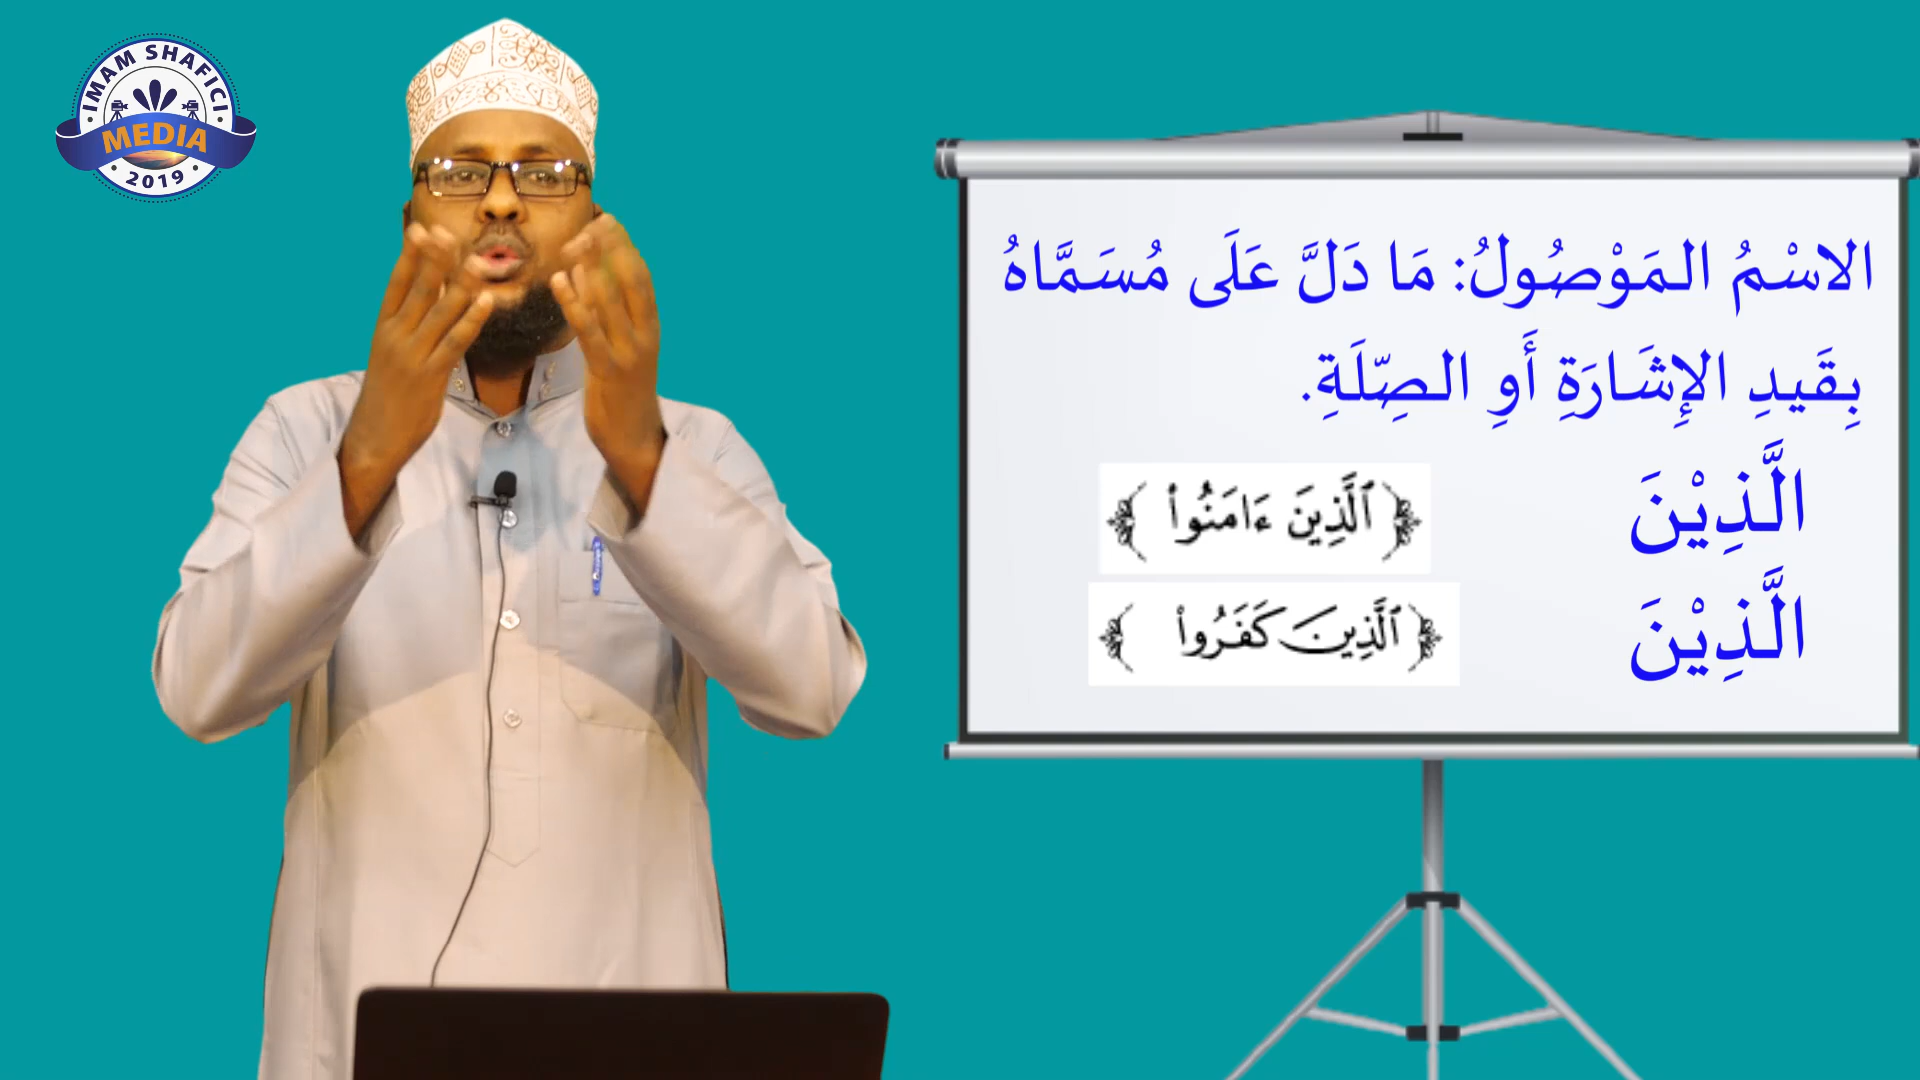 IMAM SHAFICI
MEDIA
2019
الاسْمُ المَوْصُولُ: مَا دَلَّ عَلَى مُسَمَّاهُ
بِقَيدِ الإِشَارَةِ أَوِ الصِّلَةِ.
الَّذِيْنَ ﴿ ٱلَّذِينَ ءَامَنُوا۟ ﴾
الَّذِيْنَ ﴿ ٱلَّذِينَ كَفَرُوا۟ ﴾